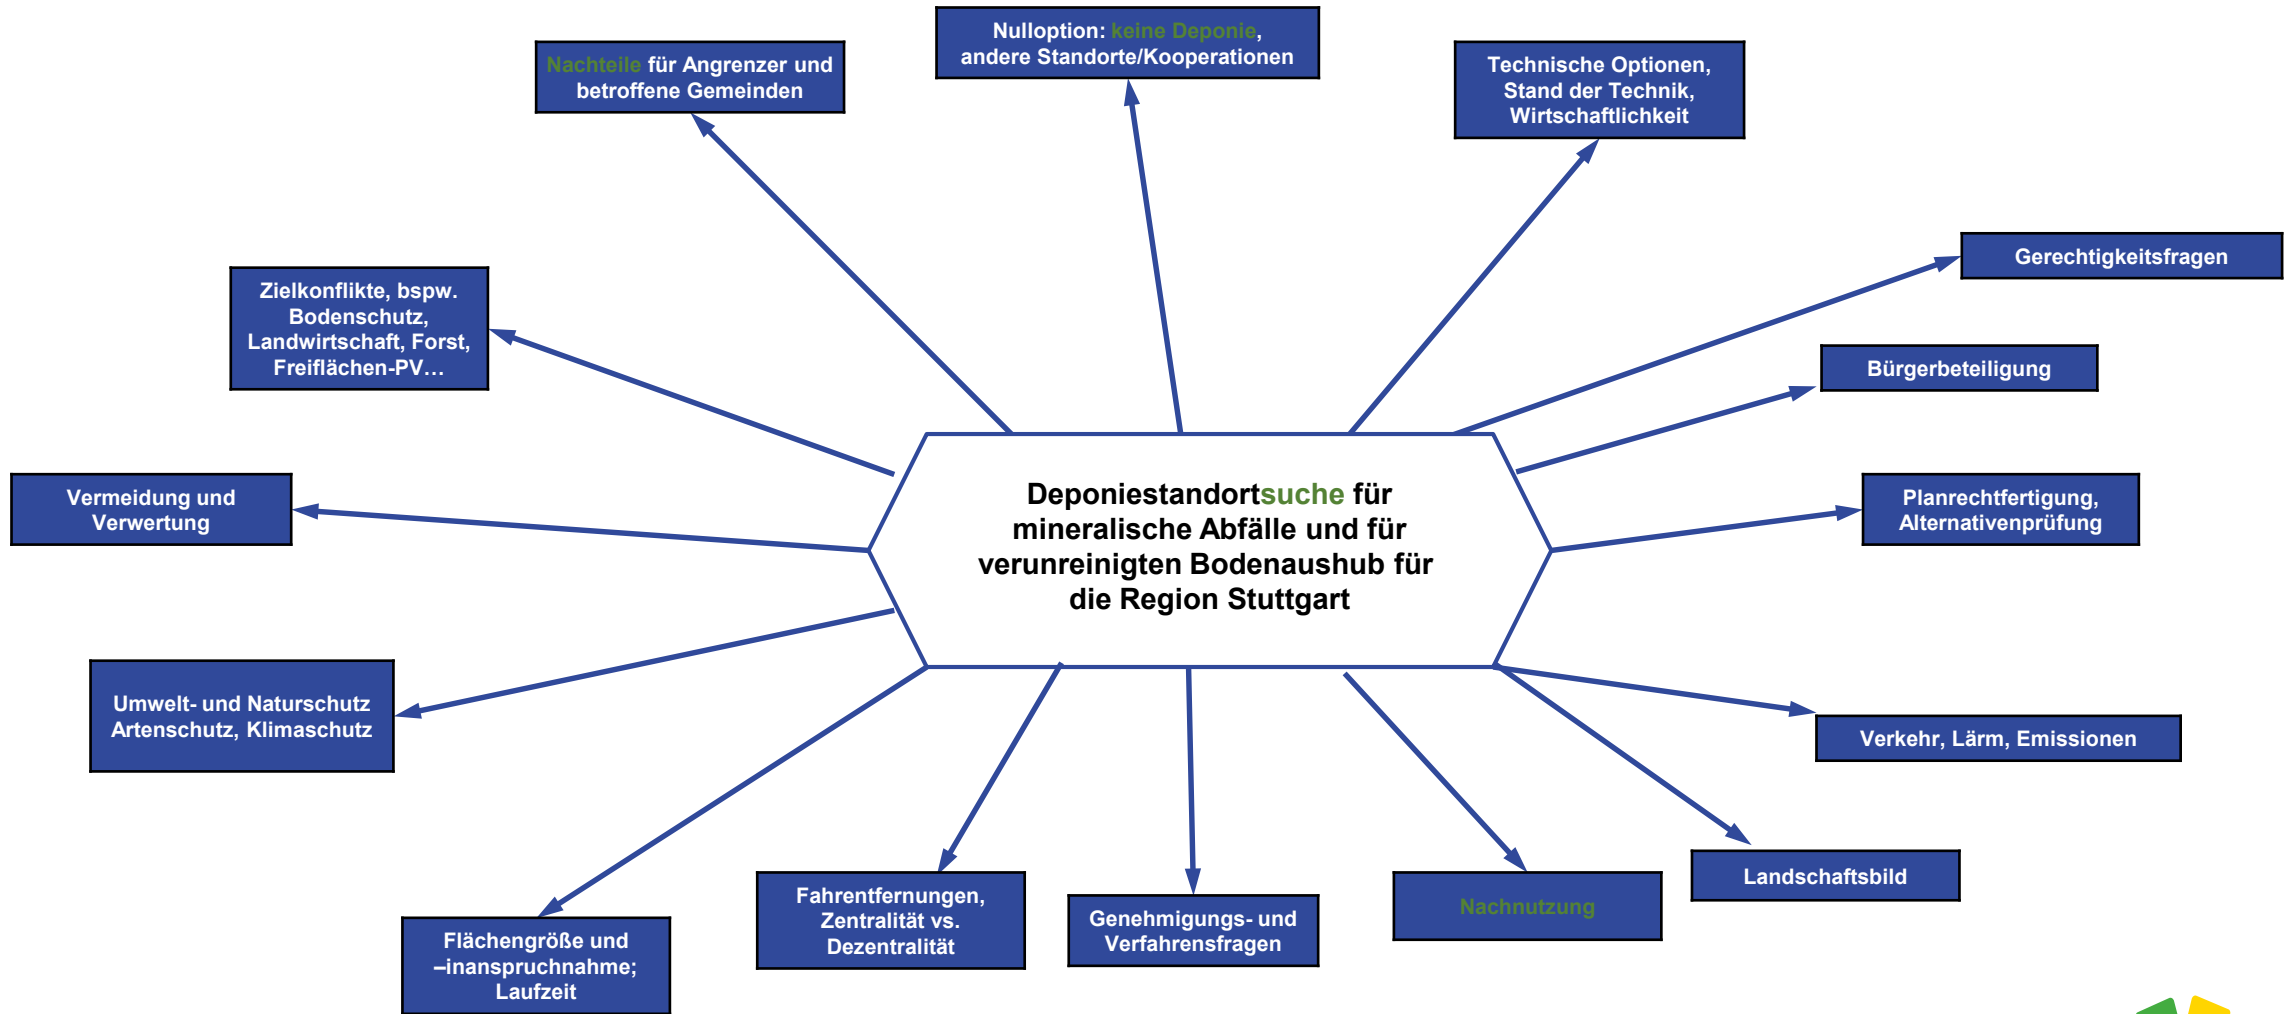 Nulloption: keine Deponie,
andere Standorte/Kooperationen
Nachteile für Angrenzer und
betroffene Gemeinden
Technische Optionen,
Stand der Technik,
Wirtschaftlichkeit
Gerechtigkeitsfragen
Zielkonflikte, bspw.
Bodenschutz,
Landwirtschaft, Forst,
Freiflächen-PV…
Bürgerbeteiligung
Vermeidung und
Verwertung
Deponiestandortsuche für
mineralische Abfälle und für
verunreinigten Bodenaushub für
die Region Stuttgart
Planrechtfertigung,
Alternativenprüfung
Umwelt- und Naturschutz
Artenschutz, Klimaschutz
Verkehr, Lärm, Emissionen
Flächengröße und
–inanspruchnahme;
Laufzeit
Fahrentfernungen,
Zentralität vs.
Dezentralität
Genehmigungs- und
Verfahrensfragen
Nachnutzung
Landschaftsbild